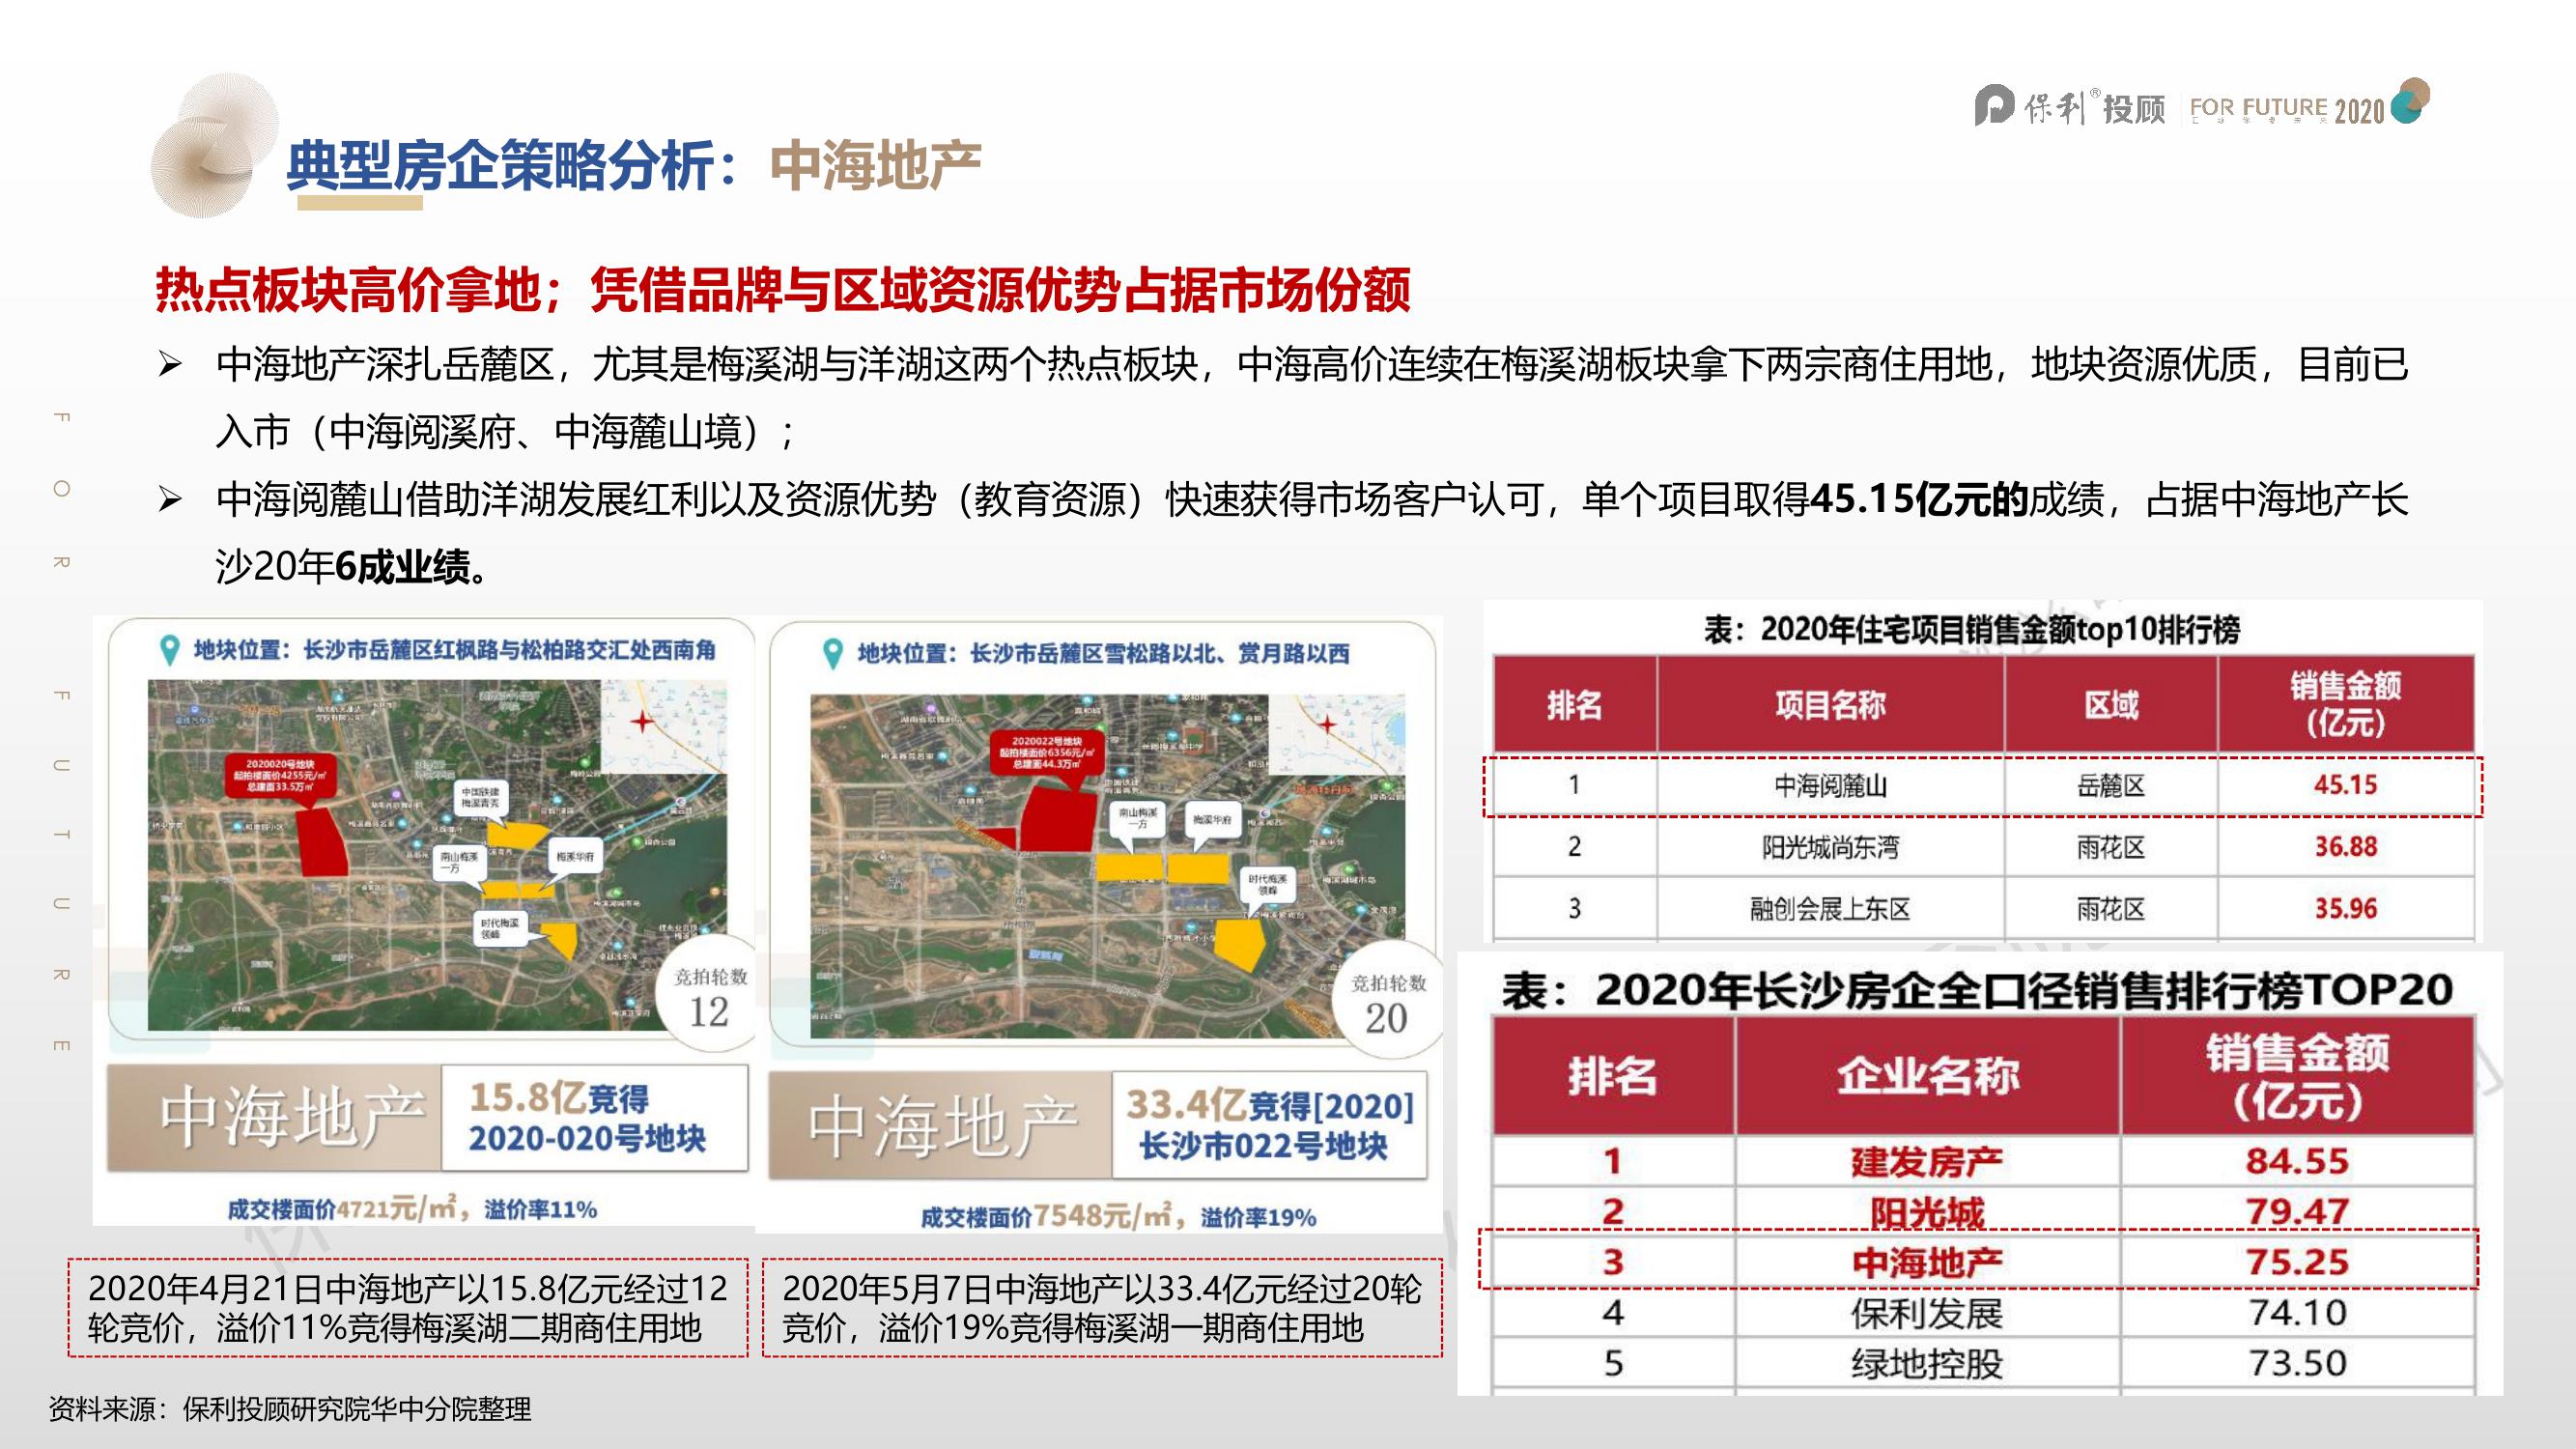 保利®投顾 FOR FUTURE 2020
典型房企策略分析：中海地产
热点板块高价拿地；凭借品牌与区域资源优势占据市场份额
中海地产深扎岳麓区，尤其是梅溪湖与洋湖这两个热点板块，中海高价连续在梅溪湖板块拿下两宗商住用地，地块资源优质，目前已
入市（中海阅溪府、中海麓山境）；
中海阅麓山借助洋湖发展红利以及资源优势（教育资源）快速获得市场客户认可，单个项目取得45.15亿元的成绩，占据中海地产长
沙20年6成业绩。
FOR FUTURE
地块位置：长沙市岳麓区红枫路与松柏路交汇处西南角
2020020号地块
起拍楼面价4255元/㎡
总建面33.5万㎡
中国铁建
梅溪青秀
南山梅溪
一方
梅溪华府
时代梅溪
领峰
竞拍轮数
12
中海地产
15.8亿竞得
2020-020号地块
成交楼面价4721元/㎡，溢价率11%
2020年4月21日中海地产以15.8亿元经过12
轮竞价，溢价11%竞得梅溪湖二期商住用地
地块位置：长沙市岳麓区雪松路以北、赏月路以西
2020022号地块
起拍楼面价6356元/㎡
总建面44.3万㎡
南山梅溪
一方
梅溪华府
时代梅溪
领峰
竞拍轮数
20
中海地产
33.4亿竞得[2020]
长沙市022号地块
成交楼面价7548元/㎡，溢价率19%
2020年5月7日中海地产以33.4亿元经过20轮
竞价，溢价19%竞得梅溪湖一期商住用地
表：2020年住宅项目销售金额top10排行榜
排名 项目名称 区域 销售金额
(亿元)
1 中海阅麓山 岳麓区 45.15
2 阳光城尚东湾 雨花区 36.88
3 融创会展上东区 雨花区 35.96
表：2020年长沙房企全口径销售排行榜TOP20
排名 企业名称 销售金额
(亿元)
1 建发房产 84.55
2 阳光城 79.47
3 中海地产 75.25
4 保利发展 74.10
5 绿地控股 73.50
资料来源：保利投顾研究院华中分院整理